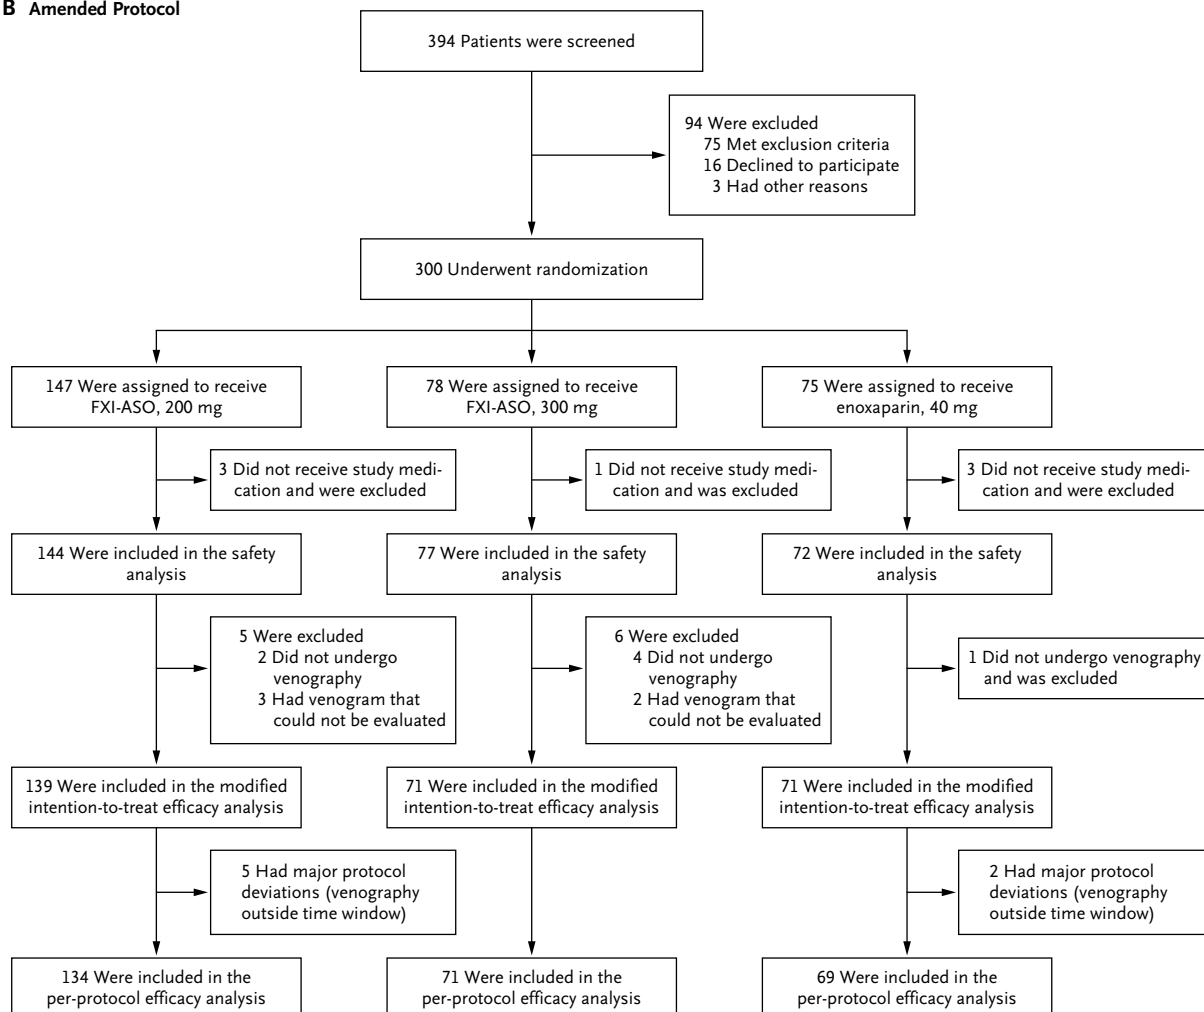 B Amended Protocol
394 Patients were screened
94 Were excluded
75 Met exclusion criteria
16 Declined to participate
3 Had other reasons
300 Underwent randomization
147 Were assigned to receive
FXI-ASO, 200 mg
78 Were assigned to receive
FXI-ASO, 300 mg
75 Were assigned to receive
enoxaparin, 40 mg
3 Did not receive study medi-
cation and were excluded
1 Did not receive study medi-
cation and was excluded
3 Did not receive study medi-
cation and were excluded
144 Were included in the safety
analysis
77 Were included in the safety
analysis
72 Were included in the safety
analysis
5 Were excluded
2 Did not undergo
venography
3 Had venogram that
could not be evaluated
6 Were excluded
4 Did not undergo
venography
2 Had venogram that
could not be evaluated
1 Did not undergo venography
and was excluded
139 Were included in the modified
intention-to-treat efficacy analysis
71 Were included in the modified
intention-to-treat efficacy analysis
71 Were included in the modified
intention-to-treat efficacy analysis
5 Had major protocol
deviations (venography
outside time window)
2 Had major protocol
deviations (venography
outside time window)
134 Were included in the
per-protocol efficacy analysis
71 Were included in the
per-protocol efficacy analysis
69 Were included in the
per-protocol efficacy analysis